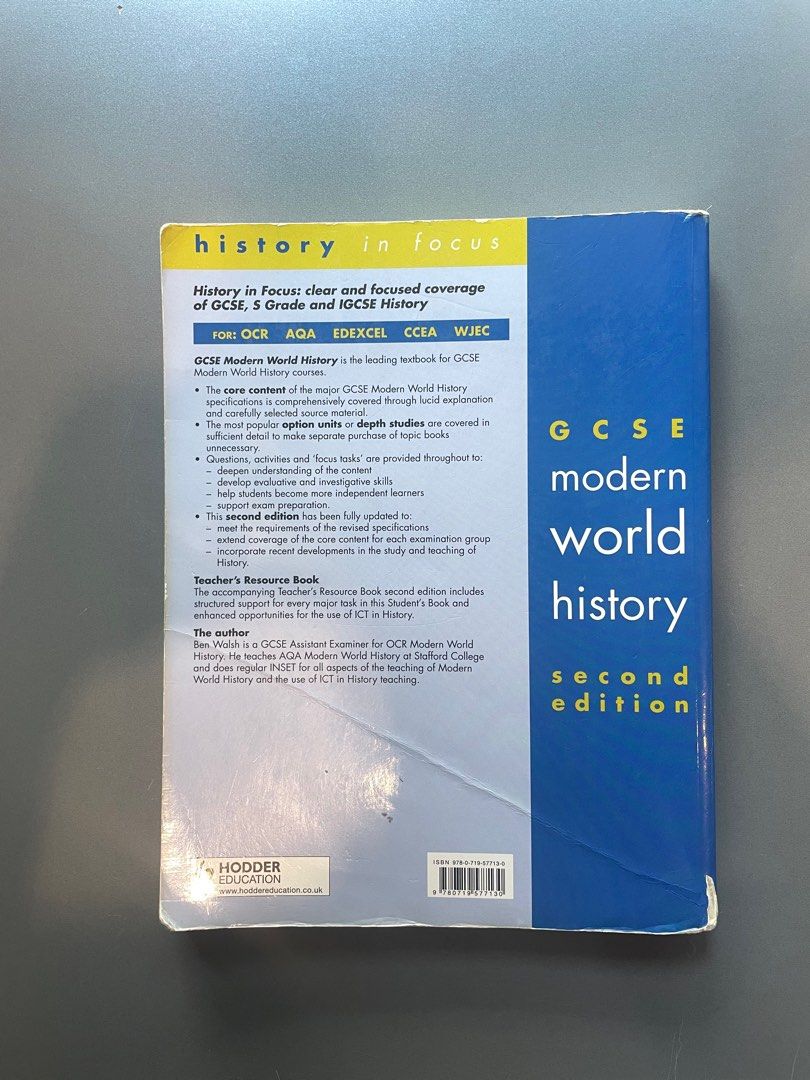 history in focus
History in Focus: clear and focused coverage
of GCSE, S Grade and IGCSE History
FOR: OCR AQA EDEXCEL CCEA WJEC
GCSE Modern World History is the leading textbook for GCSE
Modern World History courses.
• The core content of the major GCSE Modern World History
specifications is comprehensively covered through lucid explanation
and carefully selected source material.
• The most popular option units or depth studies are covered in
sufficient detail to make separate purchase of topic books
unnecessary.
• Questions, activities and 'focus tasks' are provided throughout to:
– deepen understanding of the content
– develop evaluative and investigative skills
– help students become more independent learners
– support exam preparation.
• This second edition has been fully updated to:
– meet the requirements of the revised specifications
– extend coverage of the core content for each examination group
– incorporate recent developments in the study and teaching of
History.
Teacher's Resource Book
The accompanying Teacher's Resource Book second edition includes
structured support for every major task in this Student's Book and
enhanced opportunities for the use of ICT in History.
The author
Ben Walsh is a GCSE Assistant Examiner for OCR Modern World
History. He teaches AQA Modern World History at Stafford College
and does regular INSET for all aspects of the teaching of Modern
World History and the use of ICT in History teaching.
HODDER
EDUCATION
www.hoddereducation.co.uk
ISBN 978-0-719-57713-0
9 780719 577130
GCSE
modern
world
history
second
edition